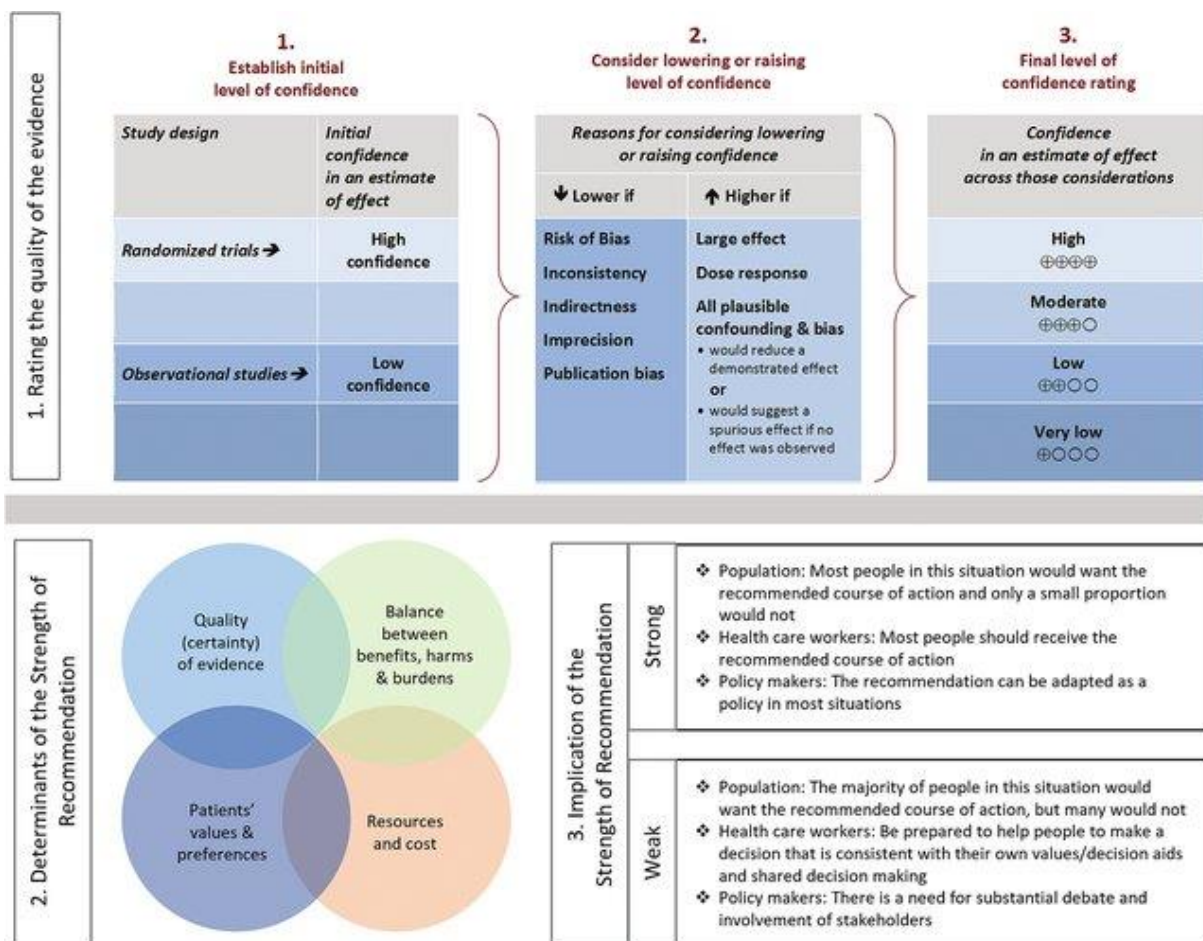 1. Rating the quality of the evidence
1.
Establish initial
level of confidence
Study design
Initial
confidence
in an estimate
of effect
Randomized trials ➔
High
confidence
Observational studies ➔
Low
confidence
2.
Consider lowering or raising
level of confidence
Reasons for considering lowering
or raising confidence
🡇 Lower if
🡅 Higher if
Risk of Bias
Inconsistency
Indirectness
Imprecision
Publication bias
Large effect
Dose response
All plausible
confounding & bias
• would reduce a
demonstrated effect
or
• would suggest a
spurious effect if no
effect was observed
3.
Final level of
confidence rating
Confidence
in an estimate of effect
across those considerations
High
⊕⊕⊕⊕
Moderate
⊕⊕⊕○
Low
⊕⊕○○
Very low
⊕○○○
2. Determinants of the Strength of
Recommendation
Quality
(certainty)
of evidence
Balance
between
benefits, harms
& burdens
Patients'
values &
preferences
Resources
and cost
3. Implication of the
Strength of Recommendation
Strong
❖ Population: Most people in this situation would want the
recommended course of action and only a small proportion
would not
❖ Health care workers: Most people should receive the
recommended course of action
❖ Policy makers: The recommendation can be adapted as a
policy in most situations
Weak
❖ Population: The majority of people in this situation would
want the recommended course of action, but many would not
❖ Health care workers: Be prepared to help people to make a
decision that is consistent with their own values/decision aids
and shared decision making
❖ Policy makers: There is a need for substantial debate and
involvement of stakeholders